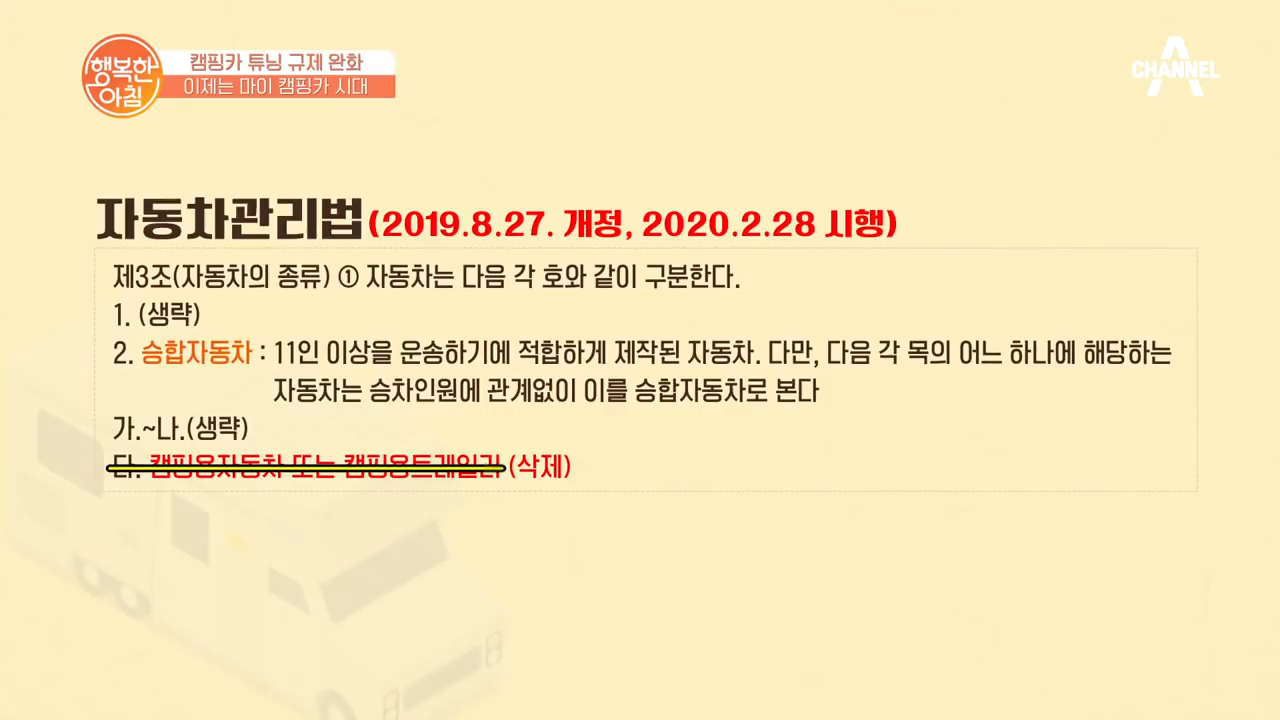 행복한
아침
캠핑카 튜닝 규제 완화
이제는 마이 캠핑카 시대
CHANNEL A
자동차관리법(2019.8.27. 개정, 2020.2.28 시행)
제3조(자동차의 종류) ① 자동차는 다음 각 호와 같이 구분한다.
1. (생략)
2. 승합자동차 : 11인 이상을 운송하기에 적합하게 제작된 자동차. 다만, 다음 각 목의 어느 하나에 해당하는
자동차는 승차인원에 관계없이 이를 승합자동차로 본다
가.~나.(생략)
다. 캠핑용자동차 또는 캠핑용트레일러 (삭제)